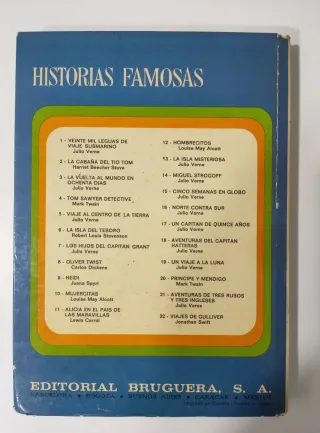 HISTORIAS FAMOSAS
1 - VEINTE MIL LEGUAS DE
VIAJE SUBMARINO
Julio Verne
2 - LA CABAÑA DEL TIO TOM
Harriet Beecher Stove
3 - LA VUELTA AL MUNDO EN
OCHENTA DIAS
Julio Verne
4 - TOM SAWYER DETECTIVE
Mark Twain
5 - VIAJE AL CENTRO DE LA TIERRA
Julio Verne
6 - LA ISLA DEL TESORO
Robert Louis Stevenson
7 - LOS HIJOS DEL CAPITAN GRANT
Julio Verne
8 - OLIVER TWIST
Carlos Dickens
9 - HEIDI
Juana Spyri
10 - MUJERCITAS
Louise May Alcott
11 - ALICIA EN EL PAIS DE
LAS MARAVILLAS
Lewis Carrol
12 - HOMBRECITOS
Louise May Alcott
13 - LA ISLA MISTERIOSA
Julio Verne
14 - MIGUEL STROGOFF
Julio Verne
15 - CINCO SEMANAS EN GLOBO
Julio Verne
16 - NORTE CONTRA SUR
Julio Verne
17 - UN CAPITAN DE QUINCE AÑOS
Julio Verne
18 - AVENTURAS DEL CAPITAN
HATTERAS
Julio Verne
19 - UN VIAJE A LA LUNA
Julio Verne
20 - PRINCIPE Y MENDIGO
Mark Twain
21 - AVENTURAS DE TRES RUSOS
Y TRES INGLESES
Julio Verne
22 - VIAJES DE GULLIVER
Jonathan Swift
EDITORIAL BRUGUERA, S. A.
BARCELONA • BOGOTA • BUENOS AIRES • CARACAS • MEXICO